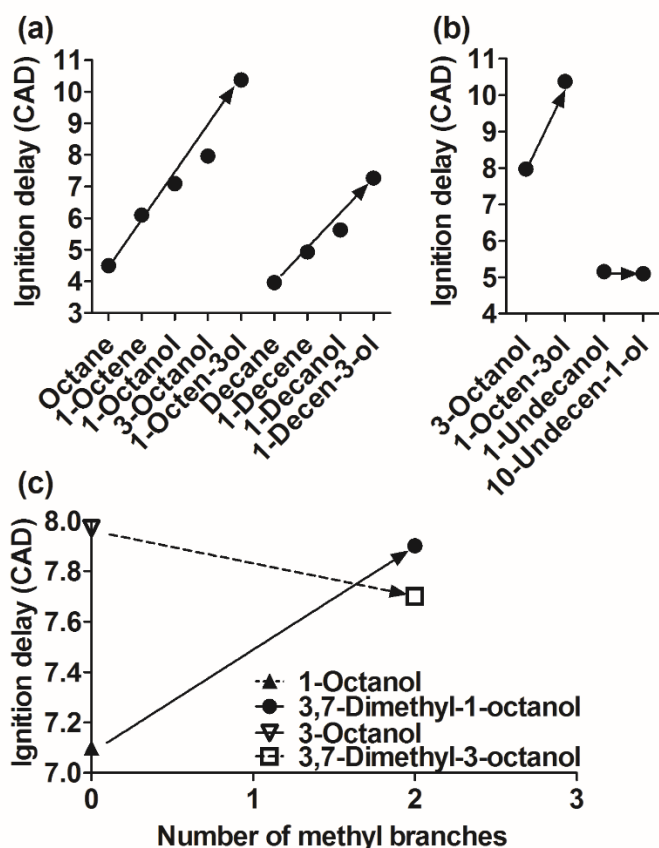 (a)
Ignition delay (CAD)
11
10
9
8
7
6
5
4
3
Octane
1-Octene
1-Octanol
3-Octanol
1-Octen-3ol
Decane
1-Decene
1-Decanol
1-Decen-3-ol
(b)
Ignition delay (CAD)
11
10
9
8
7
6
5
4
3-Octanol
1-Octen-3ol
1-Undecanol
10-Undecen-1-ol
(c)
Ignition delay (CAD)
8.0
7.8
7.6
7.4
7.2
7.0
1-Octanol
3,7-Dimethyl-1-octanol
3-Octanol
3,7-Dimethyl-3-octanol
0 1 2 3
Number of methyl branches